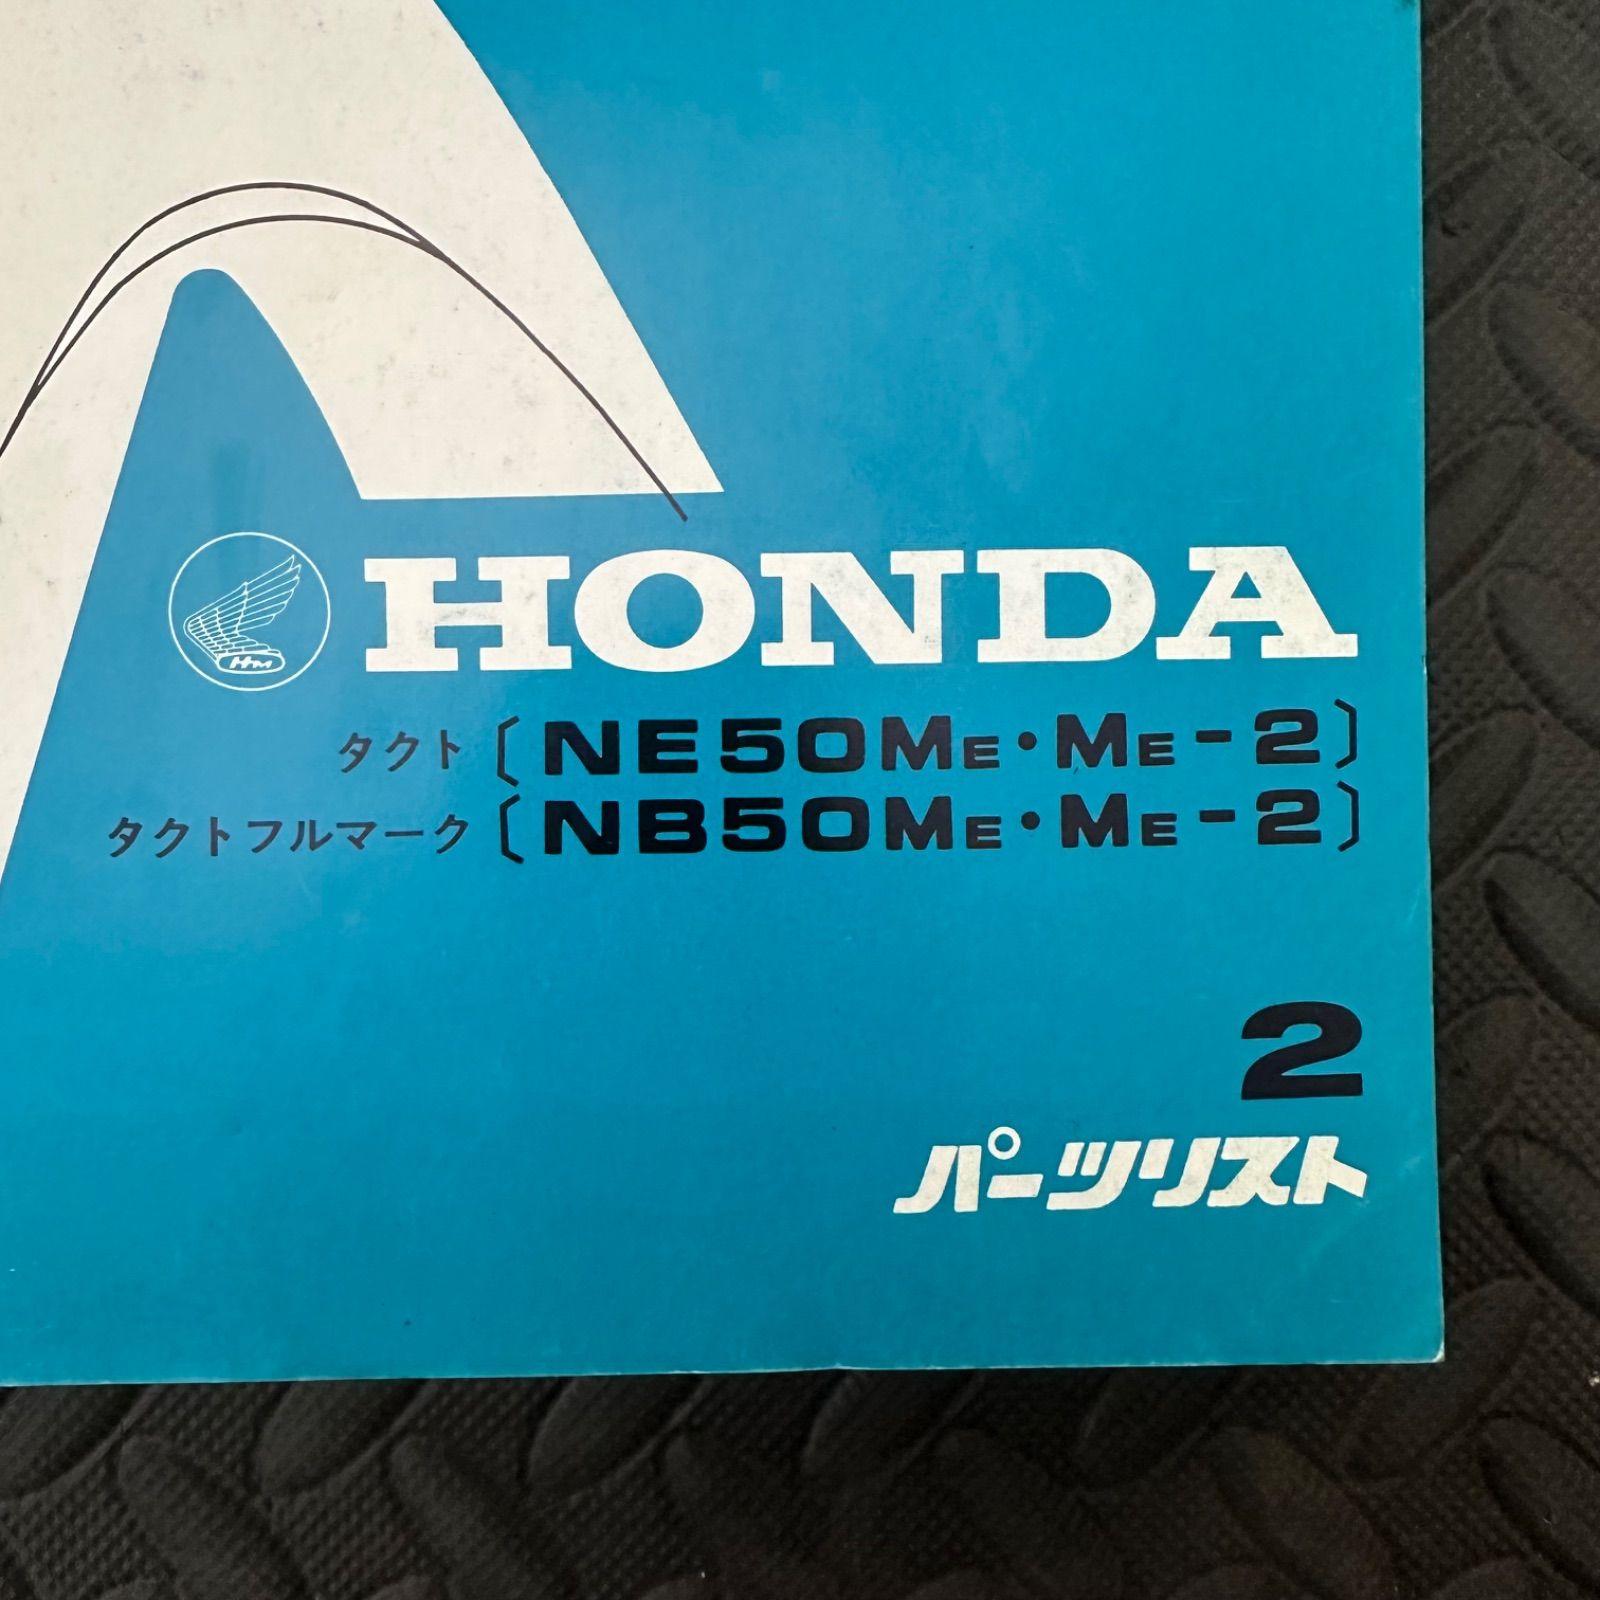 HM HONDA
タクト〔NE50ME・ME-2〕
タクトフルマーク〔NB50ME・ME-2〕
2
パーツリスト